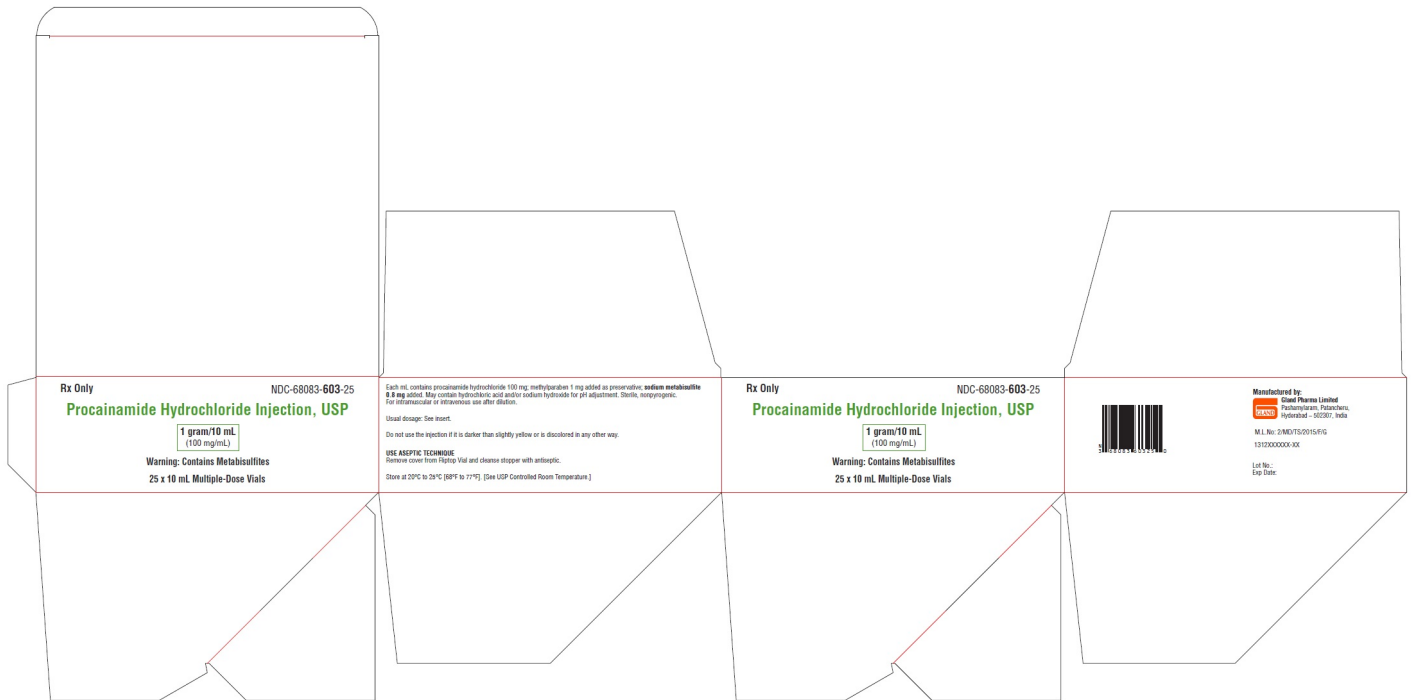 Rx Only
NDC-68083-603-25
Procainamide Hydrochloride Injection, USP
1 gram/10 mL
(100 mg/mL)
Warning: Contains Metabisulfites
25 x 10 mL Multiple-Dose Vials
Each mL contains procainamide hydrochloride 100 mg; methylparaben 1 mg added as preservative; sodium metabisulfite
0.8 mg added. May contain hydrochloric acid and/or sodium hydroxide for pH adjustment. Sterile, nonpyrogenic.
For intramuscular or intravenous use after dilution.
Usual dosage: See insert.
Do not use the injection if it is darker than slightly yellow or is discolored in any other way.
USE ASEPTIC TECHNIQUE
Remove cover from Fliptop Vial and cleanse stopper with antiseptic.
Store at 20ºC to 25ºC [68ºF to 77ºF]. [See USP Controlled Room Temperature.]
Rx Only
NDC-68083-603-25
Procainamide Hydrochloride Injection, USP
1 gram/10 mL
(100 mg/mL)
Warning: Contains Metabisulfites
25 x 10 mL Multiple-Dose Vials
Manufactured by:
GLAND
Gland Pharma Limited
Pashamylaram, Patancheru,
Hyderabad – 502307, India
M.L.No: 2/MD/TS/2015/F/G
1312XXXXXX-XX
Lot No.:
Exp Date: